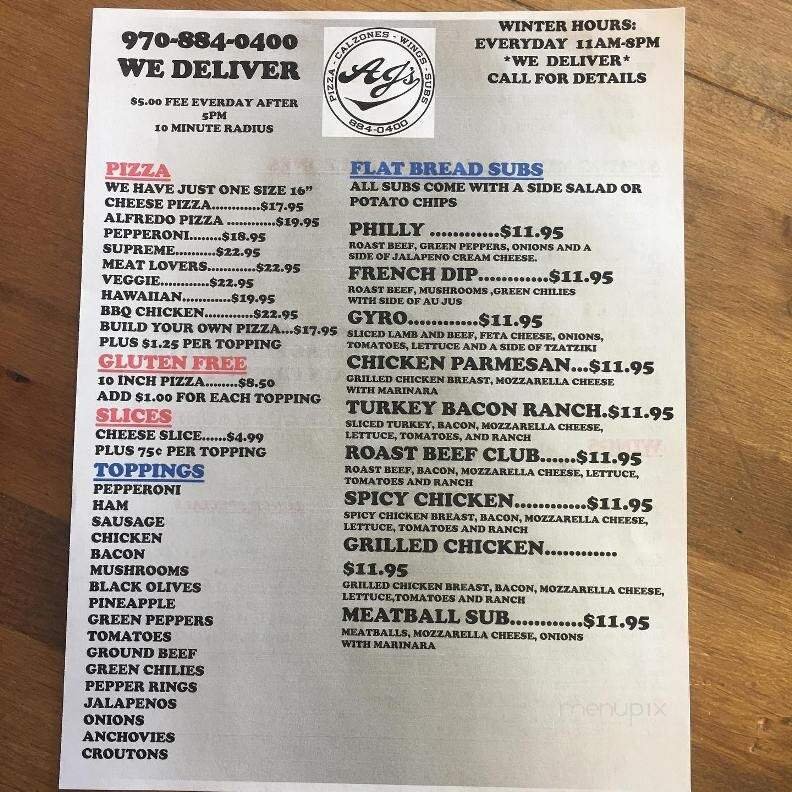 970-884-0400
WE DELIVER
$5.00 FEE EVERDAY AFTER
5PM
10 MINUTE RADIUS
PIZZA - CALZONES - WINGS - SUBS
AJ's
884-0400
WINTER HOURS:
EVERYDAY 11AM-8PM
*WE DELIVER*
CALL FOR DETAILS
PIZZA
WE HAVE JUST ONE SIZE 16”
CHEESE PIZZA............$17.95
ALFREDO PIZZA ............$19.95
PEPPERONI........$18.95
SUPREME..........$22.95
MEAT LOVERS............$22.95
VEGGIE............$22.95
HAWAIIAN............$19.95
BBQ CHICKEN............$22.95
BUILD YOUR OWN PIZZA...$17.95
PLUS $1.25 PER TOPPING
GLUTEN FREE
10 INCH PIZZA........$8.50
ADD $1.00 FOR EACH TOPPING
SLICES
CHEESE SLICE......$4.99
PLUS 75¢ PER TOPPING
TOPPINGS
PEPPERONI
HAM
SAUSAGE
CHICKEN
BACON
MUSHROOMS
BLACK OLIVES
PINEAPPLE
GREEN PEPPERS
TOMATOES
GROUND BEEF
GREEN CHILIES
PEPPER RINGS
JALAPENOS
ONIONS
ANCHOVIES
CROUTONS
FLAT BREAD SUBS
ALL SUBS COME WITH A SIDE SALAD OR
POTATO CHIPS
PHILLY ............$11.95
ROAST BEEF, GREEN PEPPERS, ONIONS AND A
SIDE OF JALAPENO CREAM CHEESE.
FRENCH DIP............$11.95
ROAST BEEF, MUSHROOMS ,GREEN CHILIES
WITH SIDE OF AU JUS
GYRO............$11.95
SLICED LAMB AND BEEF, FETA CHEESE, ONIONS,
TOMATOES, LETTUCE AND A SIDE OF TZATZIKI
CHICKEN PARMESAN...$11.95
GRILLED CHICKEN BREAST, MOZZARELLA CHEESE
WITH MARINARA
TURKEY BACON RANCH.$11.95
SLICED TURKEY, BACON, MOZZARELLA CHEESE,
LETTUCE, TOMATOES, AND RANCH
ROAST BEEF CLUB......$11.95
ROAST BEEF, BACON, MOZZARELLA CHEESE, LETTUCE,
TOMATOES AND RANCH
SPICY CHICKEN............$11.95
SPICY CHICKEN BREAST, BACON, MOZZARELLA CHEESE,
LETTUCE, TOMATOES AND RANCH
GRILLED CHICKEN............
$11.95
GRILLED CHICKEN BREAST, BACON, MOZZARELLA CHEESE,
LETTUCE,TOMATOES AND RANCH
MEATBALL SUB............$11.95
MEATBALLS, MOZZARELLA CHEESE, ONIONS
WITH MARINARA
menupix